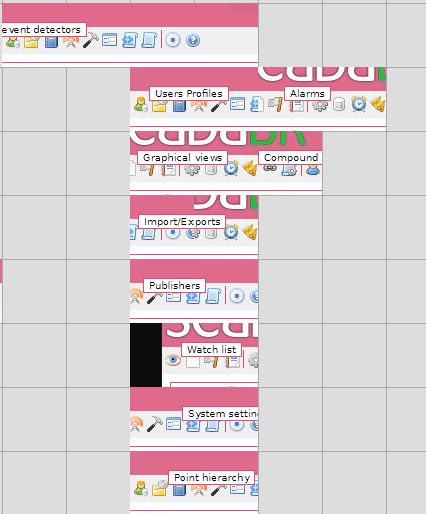 event detectors
Users Profiles
Alarms
Graphical views
Compound
Import/Exports
Publishers
Watch list
System settin
Point hierarchy